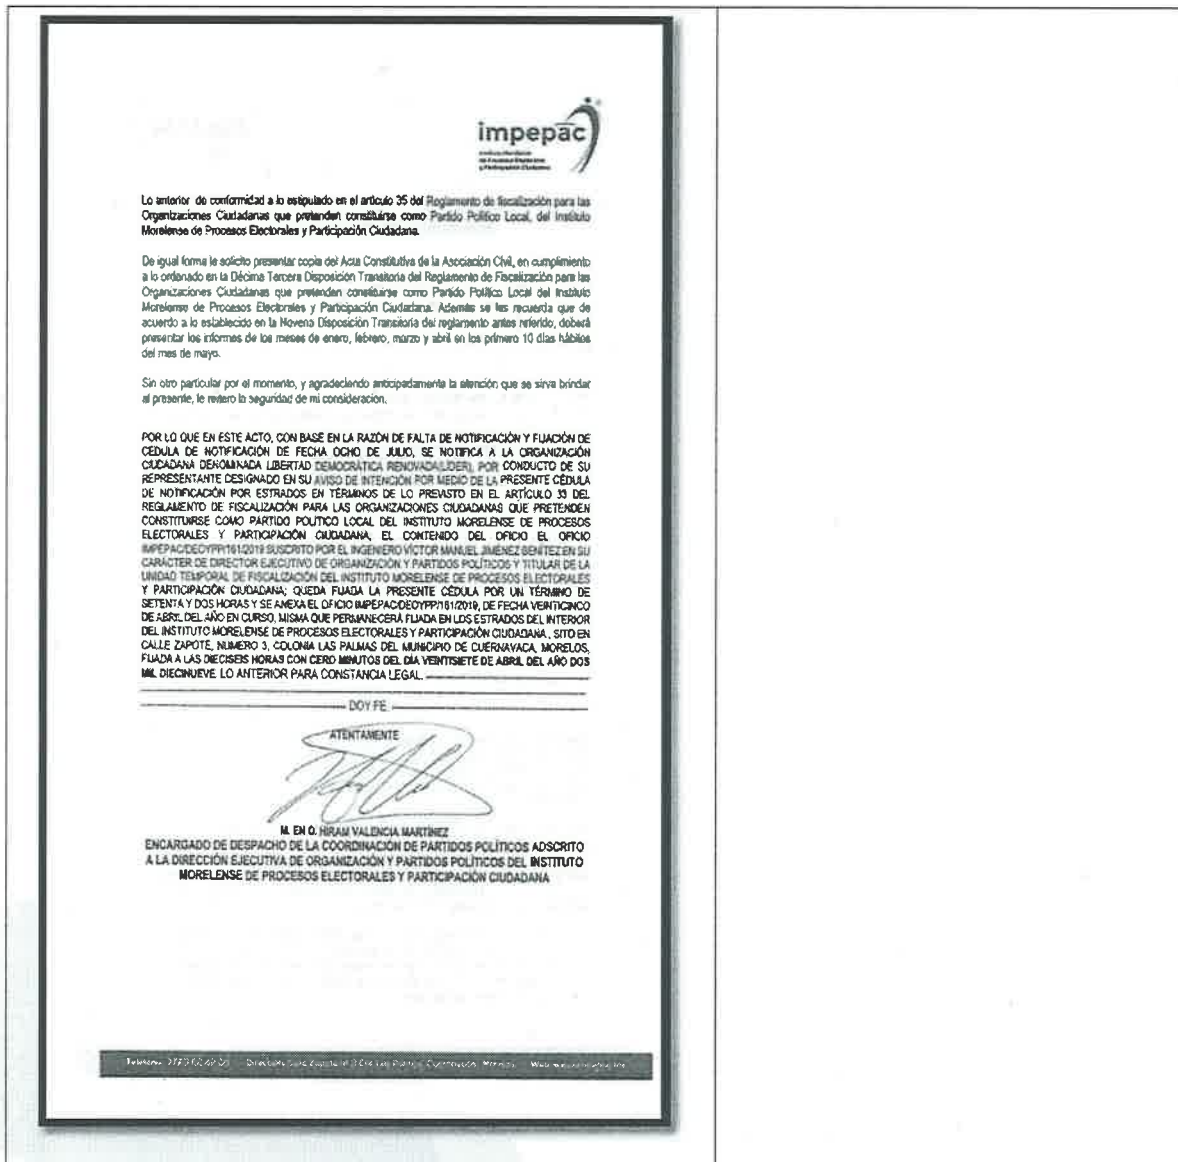 impepac
Instituto Morelense
de Procesos Electorales
y Participación Ciudadana
Lo anterior de conformidad a lo estipulado en el artículo 35 del Reglamento de fiscalización para las
Organizaciones Ciudadanas que pretenden constituirse como Partido Político Local, del Instituto
Morelense de Procesos Electorales y Participación Ciudadana.
De igual forma le solicito presentar copia del Acta Constitutiva de la Asociación Civil, en cumplimiento
a lo ordenado en la Décima Tercera Disposición Transitoria del Reglamento de Fiscalización para las
Organizaciones Ciudadanas que pretenden constituirse como Partido Político Local del Instituto
Morelense de Procesos Electorales y Participación Ciudadana. Además se les recuerda que de
acuerdo a lo establecido en la Novena Disposición Transitoria del reglamento antes referido, deberá
presentar los informes de los meses de enero, febrero, marzo y abril en los primero 10 días hábiles
del mes de mayo.
Sin otro particular por el momento, y agradeciendo anticipadamente la atención que se sirva brindar
al presente, le reitero la seguridad de mi consideración.
POR LO QUE EN ESTE ACTO, CON BASE EN LA RAZÓN DE FALTA DE NOTIFICACIÓN Y FIJACIÓN DE
CEDULA DE NOTIFICACIÓN DE FECHA OCHO DE JULIO, SE NOTIFICA A LA ORGANIZACIÓN
CIUDADANA DENOMINADA LIBERTAD DEMOCRÁTICA RENOVADA(LIDER), POR CONDUCTO DE SU
REPRESENTANTE DESIGNADO EN SU AVISO DE INTENCIÓN POR MEDIO DE LA PRESENTE CÉDULA
DE NOTIFICACIÓN POR ESTRADOS EN TÉRMINOS DE LO PREVISTO EN EL ARTÍCULO 33 DEL
REGLAMENTO DE FISCALIZACIÓN PARA LAS ORGANIZACIONES CIUDADANAS QUE PRETENDEN
CONSTITUIRSE COMO PARTIDO POLÍTICO LOCAL DEL INSTITUTO MORELENSE DE PROCESOS
ELECTORALES Y PARTICIPACIÓN CIUDADANA, EL CONTENIDO DEL OFICIO EL OFICIO
IMPEPAC/DEOYPP/161/2019 SUSCRITO POR EL INGENIERO VÍCTOR MANUEL JIMÉNEZ BENÍTEZ EN SU
CARÁCTER DE DIRECTOR EJECUTIVO DE ORGANIZACIÓN Y PARTIDOS POLÍTICOS Y TITULAR DE LA
UNIDAD TEMPORAL DE FISCALIZACIÓN DEL INSTITUTO MORELENSE DE PROCESOS ELECTORALES
Y PARTICIPACIÓN CIUDADANA; QUEDA FIJADA LA PRESENTE CÉDULA POR UN TÉRMINO DE
SETENTA Y DOS HORAS Y SE ANEXA EL OFICIO IMPEPAC/DEOYPP/161/2019, DE FECHA VEINTICINCO
DE ABRIL DEL AÑO EN CURSO, MISMA QUE PERMANECERÁ FIJADA EN LOS ESTRADOS DEL INTERIOR
DEL INSTITUTO MORELENSE DE PROCESOS ELECTORALES Y PARTICIPACIÓN CIUDADANA , SITO EN
CALLE ZAPOTE, NUMERO 3, COLONIA LAS PALMAS DEL MUNICIPIO DE CUERNAVACA, MORELOS,
FIJADA A LAS DIECISEIS HORAS CON CERO MINUTOS DEL DÍA VEINTISIETE DE ABRIL DEL AÑO DOS
MIL DIECINUEVE. LO ANTERIOR PARA CONSTANCIA LEGAL.
DOY FE.
ATENTAMENTE
M. EN D. HIRAM VALENCIA MARTÍNEZ
ENCARGADO DE DESPACHO DE LA COORDINACIÓN DE PARTIDOS POLÍTICOS ADSCRITO
A LA DIRECCIÓN EJECUTIVA DE ORGANIZACIÓN Y PARTIDOS POLÍTICOS DEL INSTITUTO
MORELENSE DE PROCESOS ELECTORALES Y PARTICIPACIÓN CIUDADANA